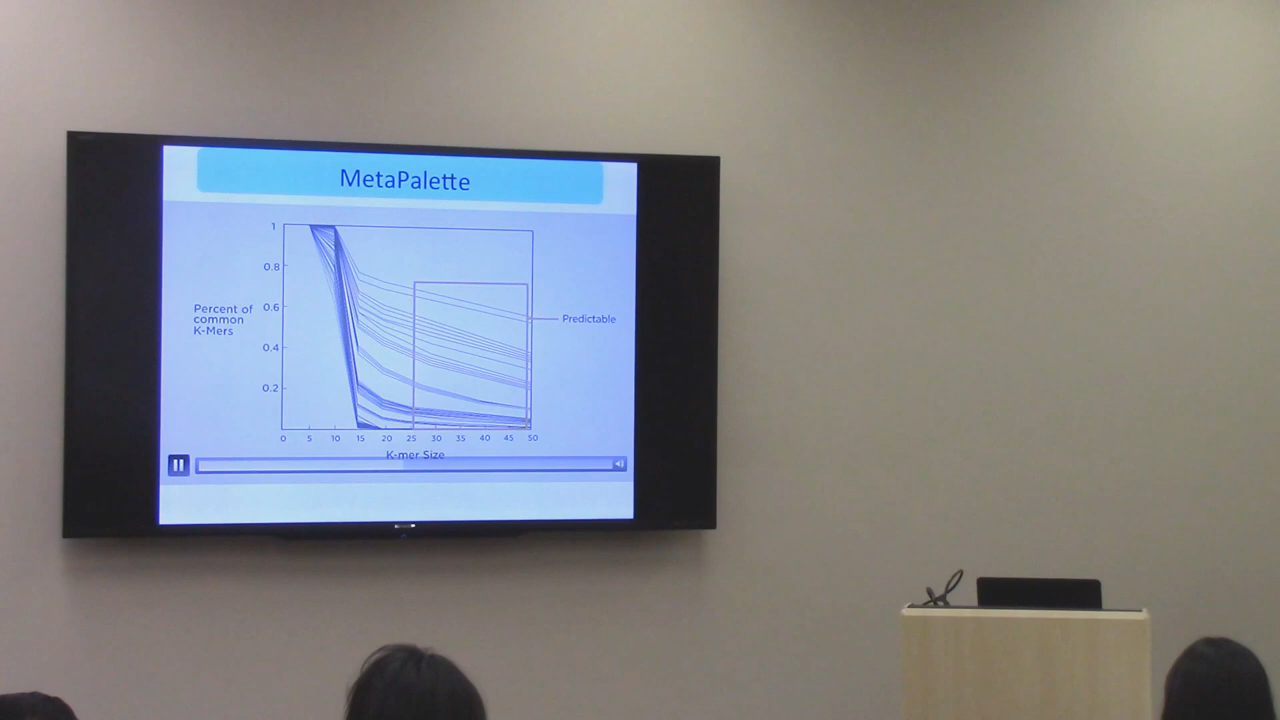 MetaPalette
1
0.8
0.6
0.4
0.2
Percent of
common
K-Mers
Predictable
0 5 10 15 20 25 30 35 40 45 50
K-mer Size